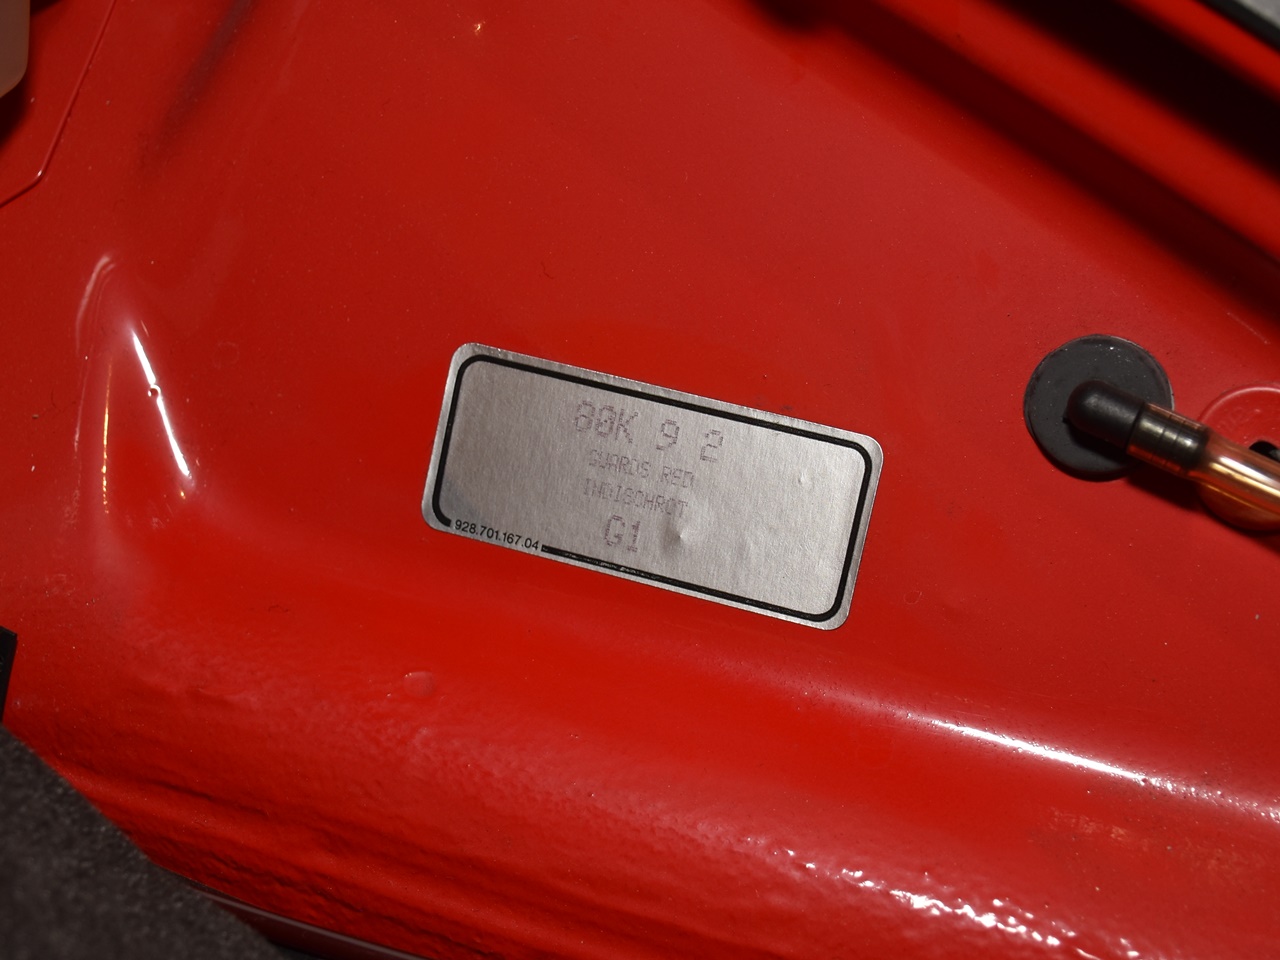 80K 9 2
GUARDS RED
INDISCHROT
G1
928.701.167.04